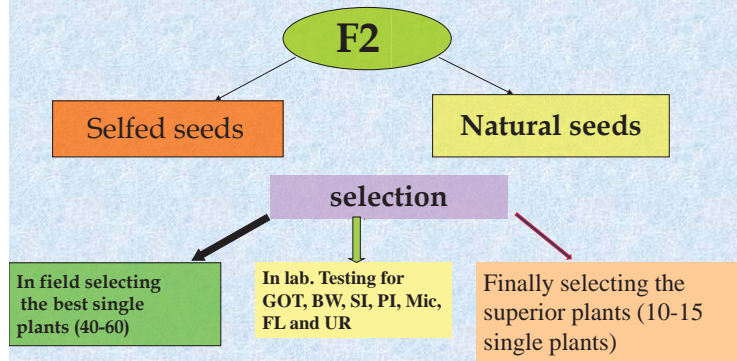 F2
Selfed seeds
Natural seeds
selection
In field selecting
the best single
plants (40-60)
In lab. Testing for
GOT, BW, SI, PI, Mic,
FL and UR
Finally selecting the
superior plants (10-15
single plants)